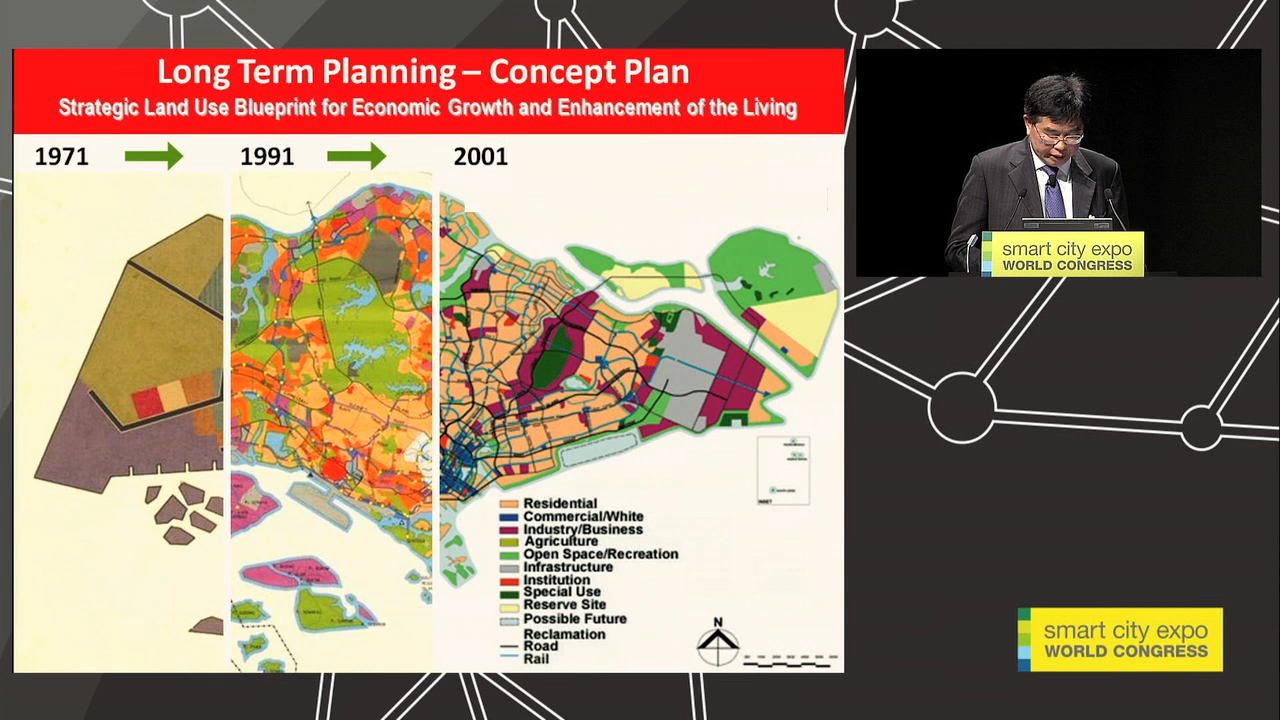 Long Term Planning – Concept Plan
Strategic Land Use Blueprint for Economic Growth and Enhancement of the Living
1971
1991
2001
Residential
Commercial/White
Industry/Business
Agriculture
Open Space/Recreation
Infrastructure
Institution
Special Use
Reserve Site
Possible Future
Reclamation
Road
Rail
N
INSET
smart city expo
WORLD CONGRESS
smart city expo
WORLD CONGRESS